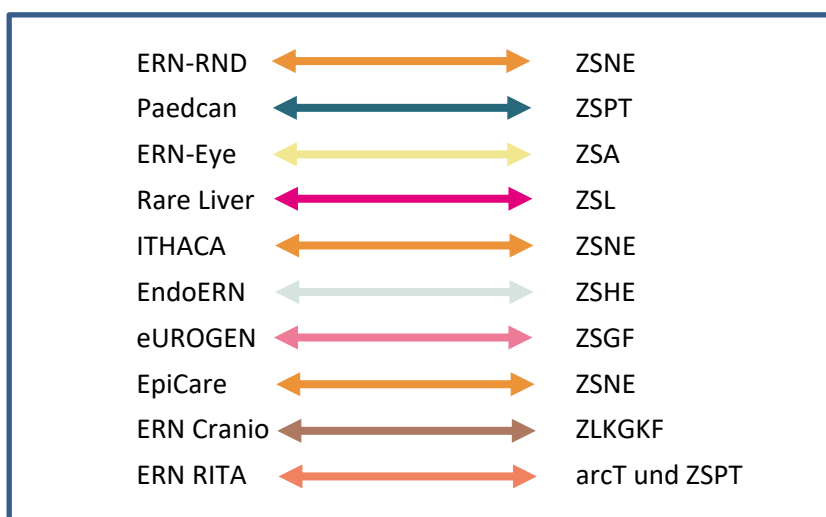 ERN-RND ZSNE
Paedcan ZSPT
ERN-Eye ZSA
Rare Liver ZSL
ITHACA ZSNE
EndoERN ZSHE
eUROGEN ZSGF
EpiCare ZSNE
ERN Cranio ZLKGKF
ERN RITA arcT und ZSPT